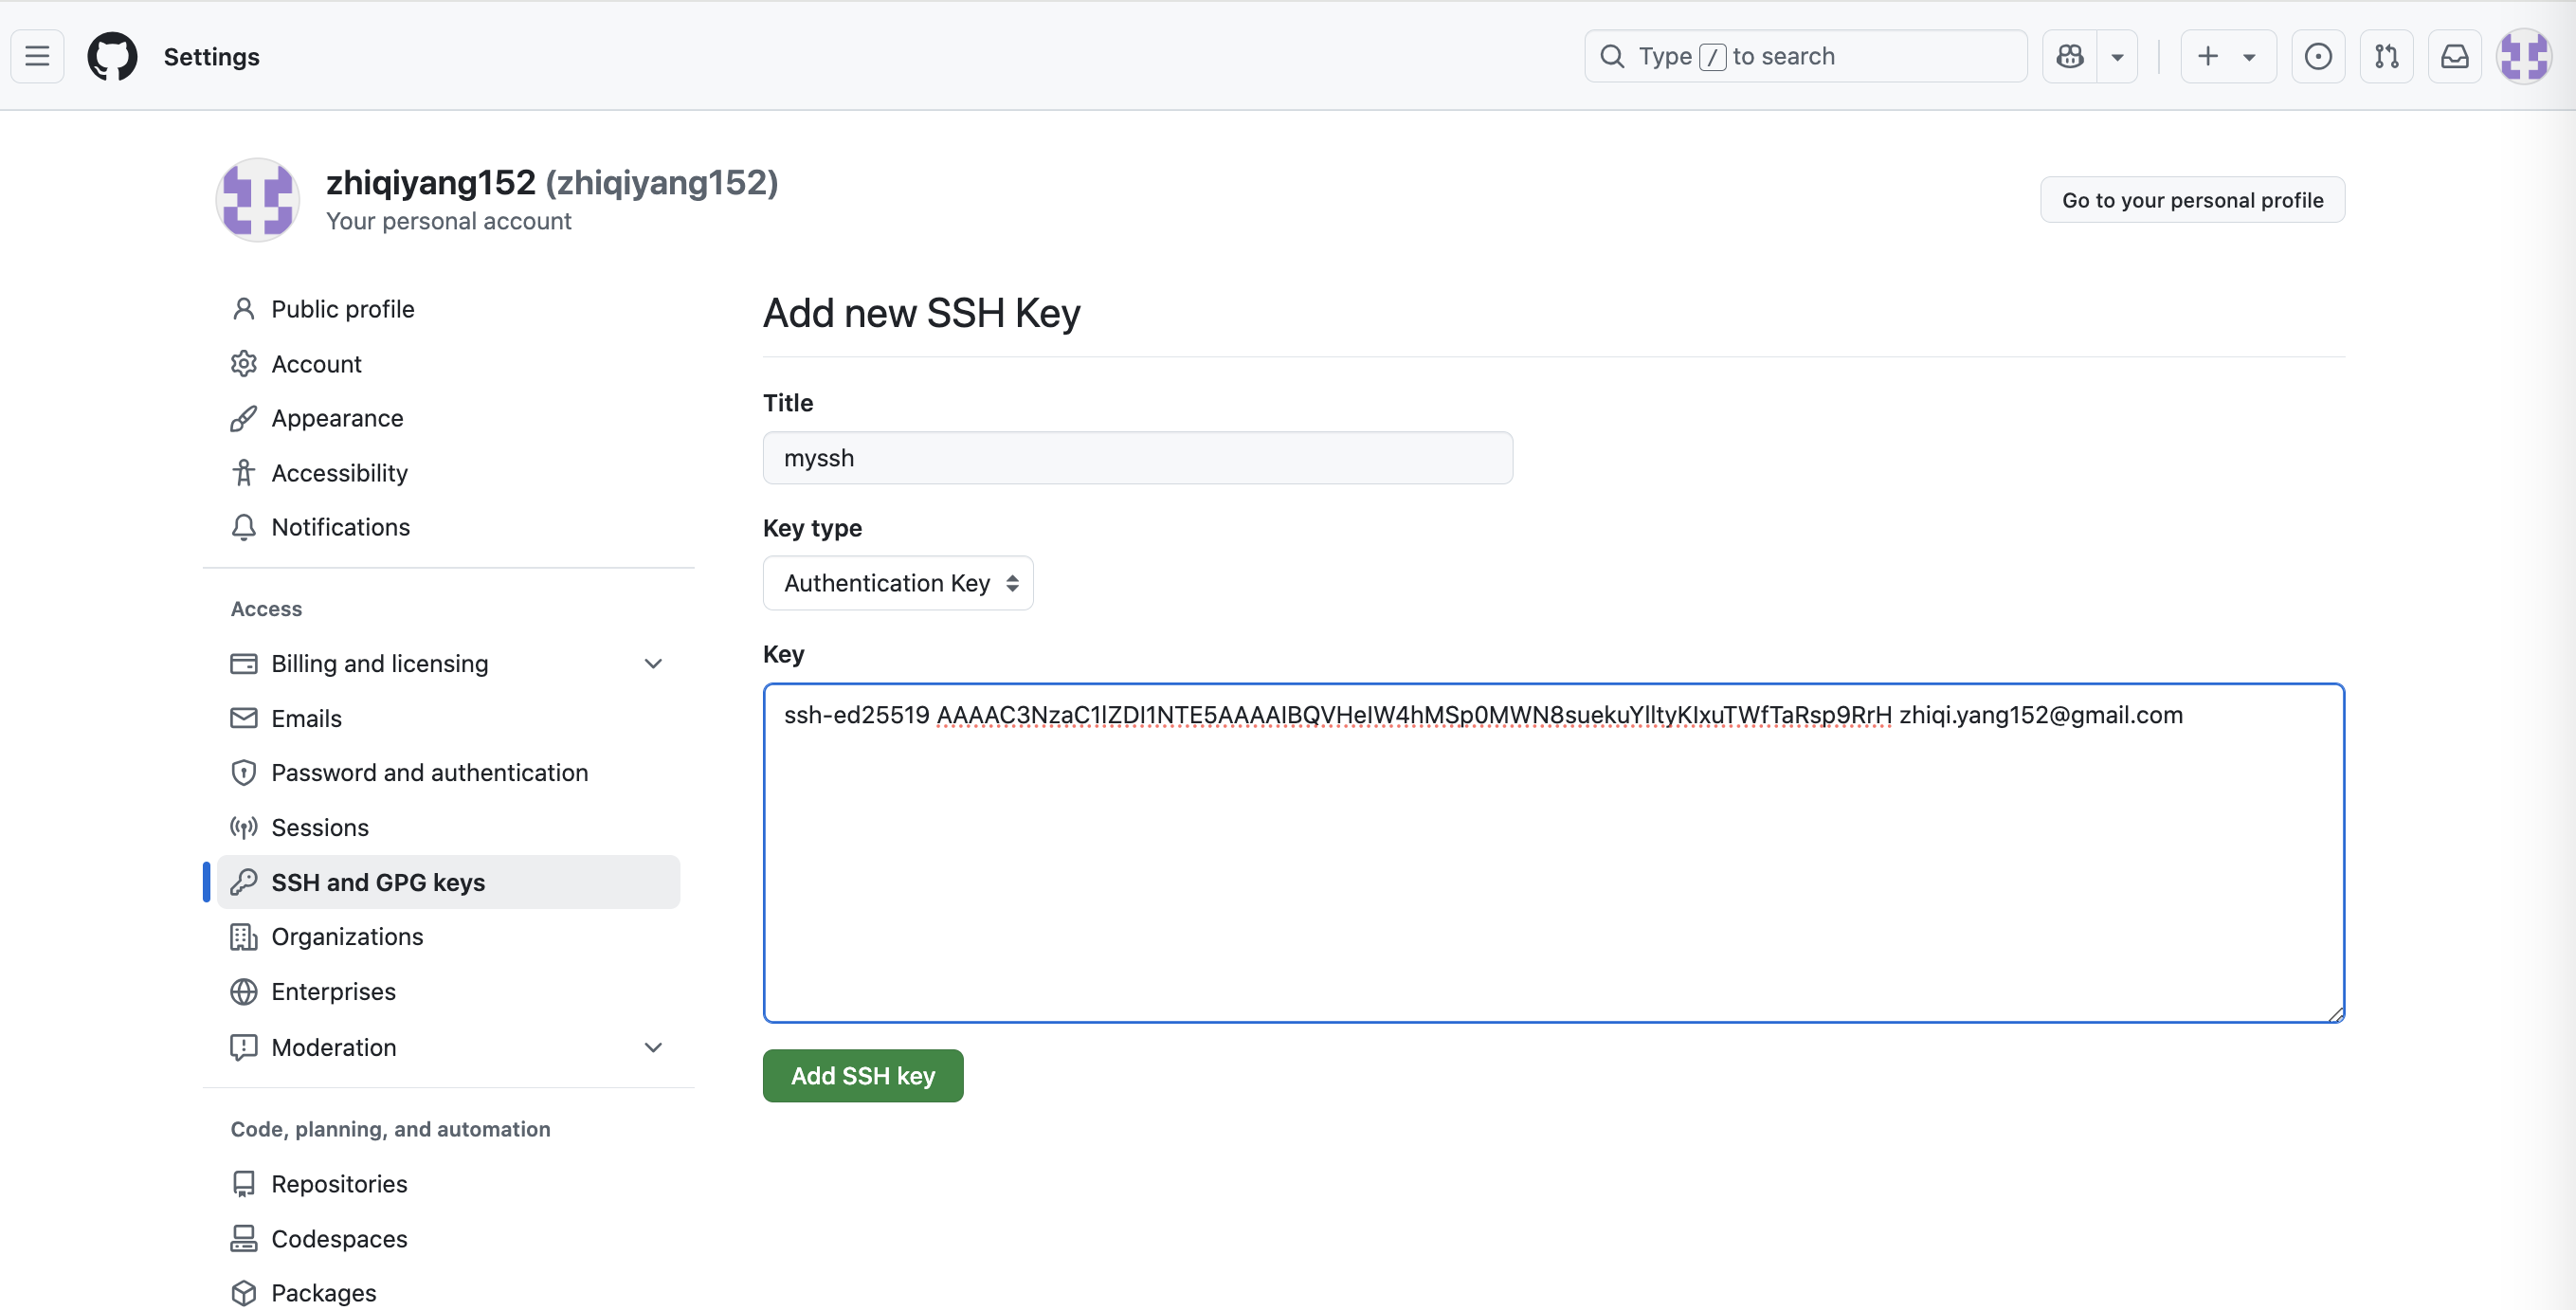 Settings
Type / to search
zhiqiyang152 (zhiqiyang152)
Your personal account
Go to your personal profile
Public profile
Account
Appearance
Accessibility
Notifications
Access
Billing and licensing
Emails
Password and authentication
Sessions
SSH and GPG keys
Organizations
Enterprises
Moderation
Code, planning, and automation
Repositories
Codespaces
Packages
Add new SSH Key
Title
myssh
Key type
Authentication Key
Key
ssh-ed25519 AAAAC3NzaC1lZDI1NTE5AAAAIBQVHeIW4hMSp0MWN8suekuYlltyKIxuTWfTaRsp9RrH zhiqi.yang152@gmail.com
Add SSH key